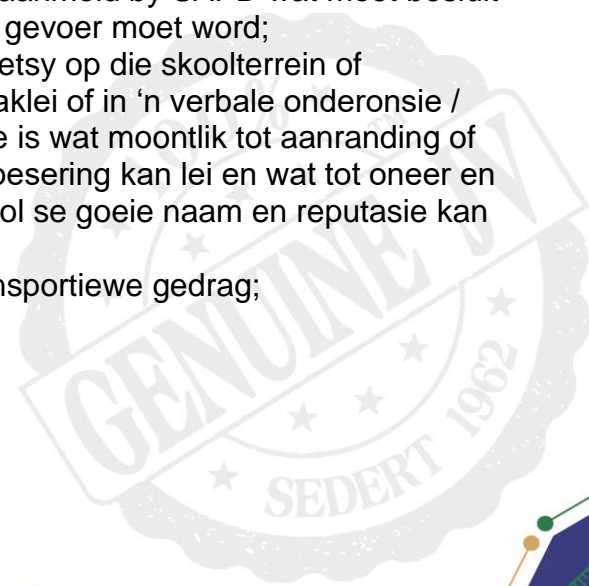 gevoer moet word;
etsy op die skoolterrein of
aklei of in ‘n verbale onderonsie /
e is wat moontlik tot aanranding of
besering kan lei en wat tot oneer en
ol se goeie naam en reputasie kan
nsportiewe gedrag;
100%
GENUINE JV
SEDERT 1962